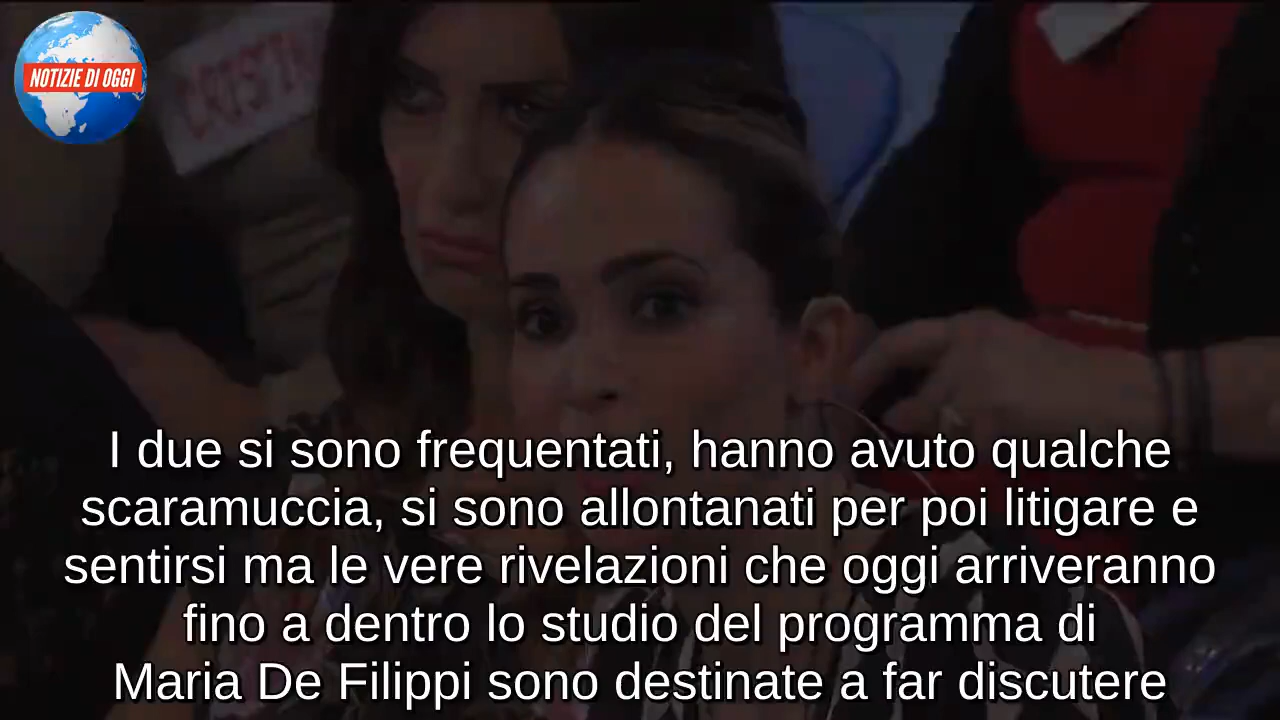 NOTIZIE DI OGGI
CRISTIN
I due si sono frequentati, hanno avuto qualche
scaramuccia, si sono allontanati per poi litigare e
sentirsi ma le vere rivelazioni che oggi arriveranno
fino a dentro lo studio del programma di
Maria De Filippi sono destinate a far discutere